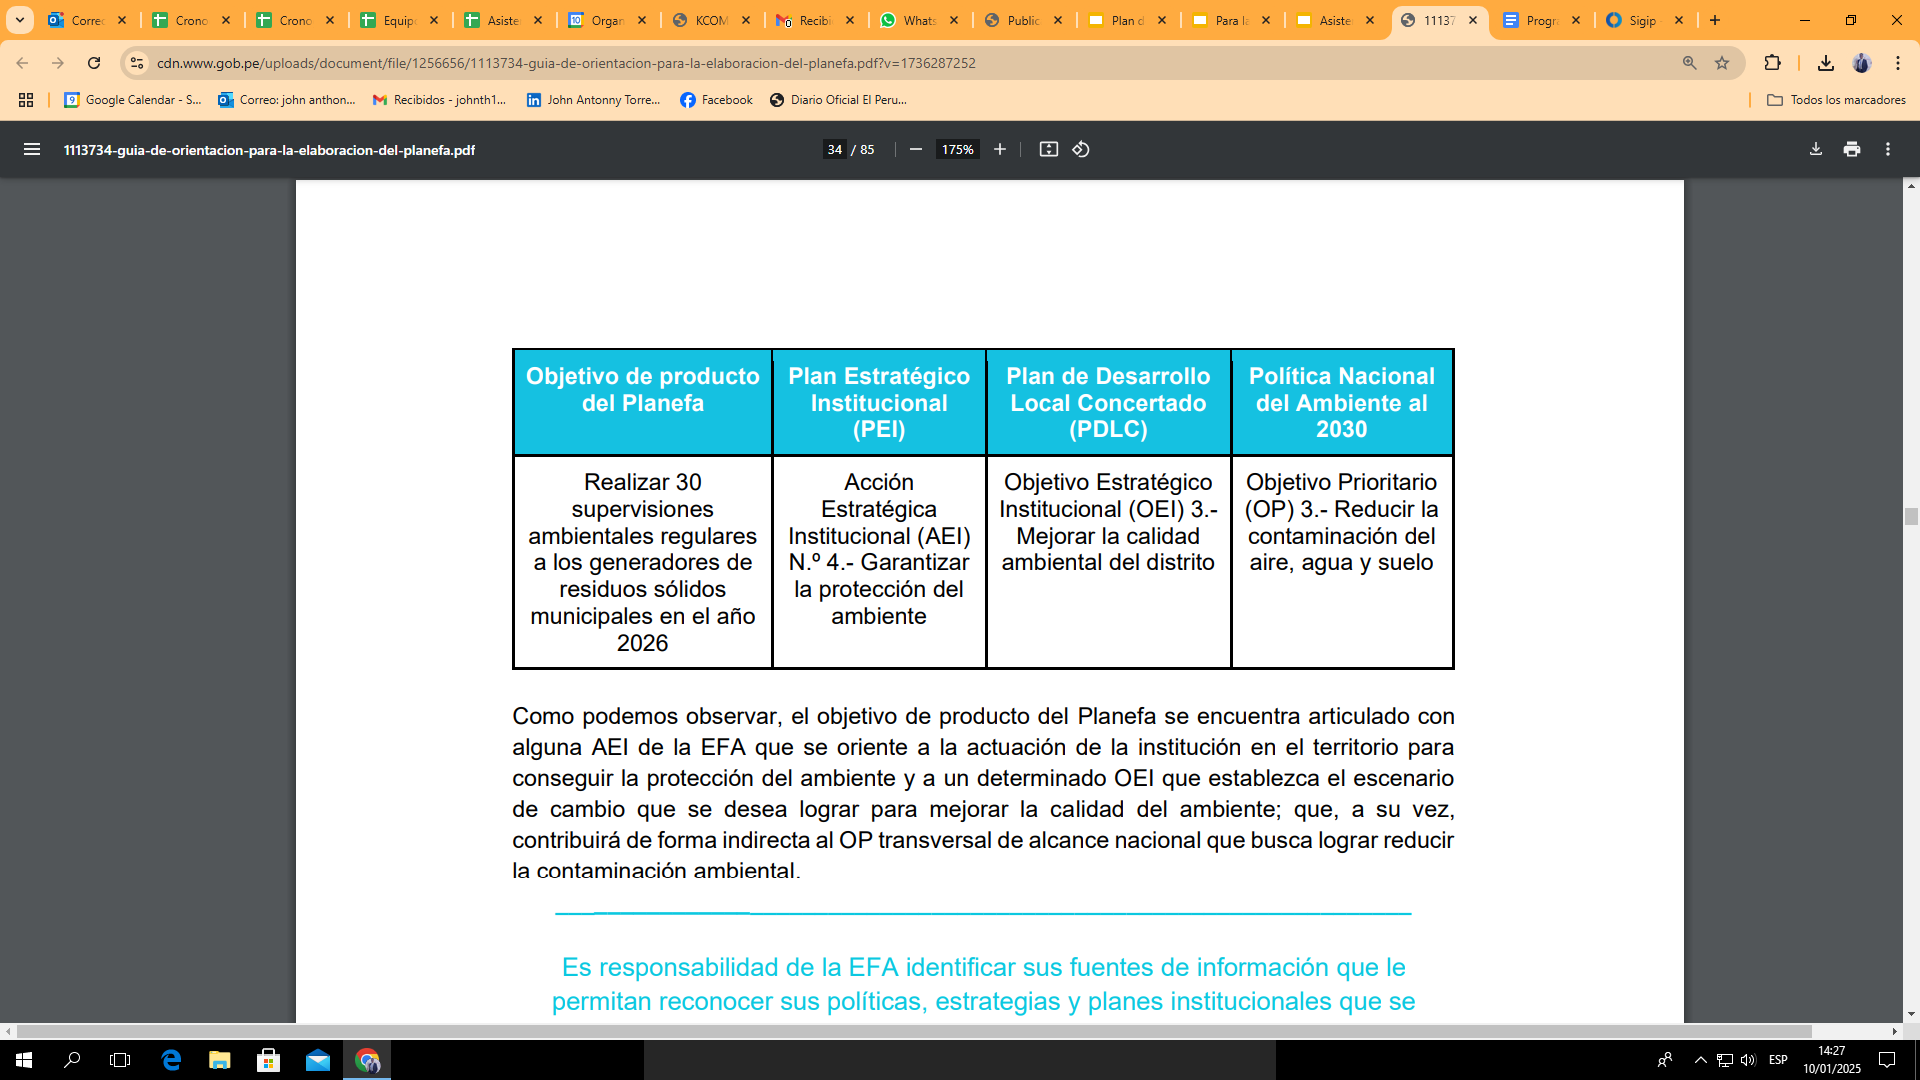 Correo
Crono
Crono
Equipo
Asiste
10
Organ
KCOM
0
Recibi
Whats
Public
Plan d
Para la
Asiste
11137
Progra
Sigip
cdn.www.gob.pe/uploads/document/file/1256656/1113734-guia-de-orientacion-para-la-elaboracion-del-planefa.pdf?v=1736287252
9
Google Calendar - S...
Correo: john anthon...
Recibidos - johnth1...
in
John Antonny Torre...
Facebook
Diario Oficial El Peru...
Todos los marcadores
1113734-guia-de-orientacion-para-la-elaboracion-del-planefa.pdf
34 / 85
175%
Objetivo de producto
del Planefa
Plan Estratégico
Institucional
(PEI)
Plan de Desarrollo
Local Concertado
(PDLC)
Política Nacional
del Ambiente al
2030
Realizar 30
supervisiones
ambientales regulares
a los generadores de
residuos sólidos
municipales en el año
2026
Acción
Estratégica
Institucional (AEI)
N.º 4.- Garantizar
la protección del
ambiente
Objetivo Estratégico
Institucional (OEI) 3.-
Mejorar la calidad
ambiental del distrito
Objetivo Prioritario
(OP) 3.- Reducir la
contaminación del
aire, agua y suelo
Como podemos observar, el objetivo de producto del Planefa se encuentra articulado con
alguna AEI de la EFA que se oriente a la actuación de la institución en el territorio para
conseguir la protección del ambiente y a un determinado OEI que establezca el escenario
de cambio que se desea lograr para mejorar la calidad del ambiente; que, a su vez,
contribuirá de forma indirecta al OP transversal de alcance nacional que busca lograr reducir
la contaminación ambiental.
Es responsabilidad de la EFA identificar sus fuentes de información que le
permitan reconocer sus políticas, estrategias y planes institucionales que se
ESP
14:27
10/01/2025